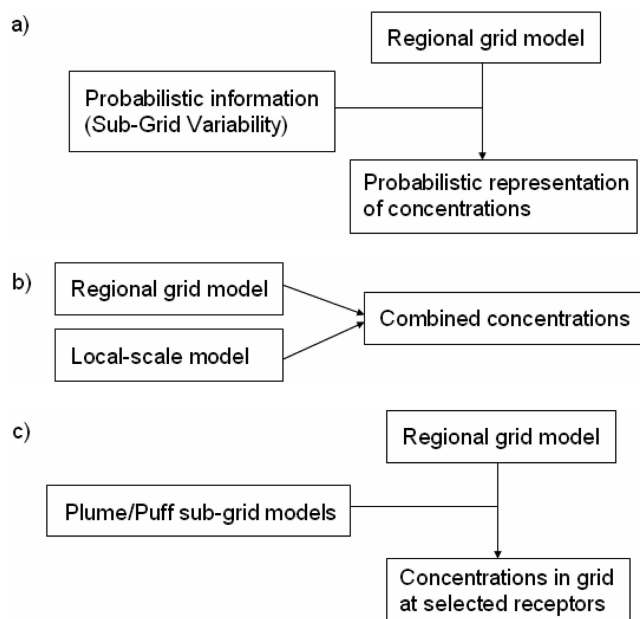 a)
Regional grid model
Probabilistic information
(Sub-Grid Variability)
Probabilistic representation
of concentrations
b)
Regional grid model
Combined concentrations
Local-scale model
c)
Regional grid model
Plume/Puff sub-grid models
Concentrations in grid
at selected receptors